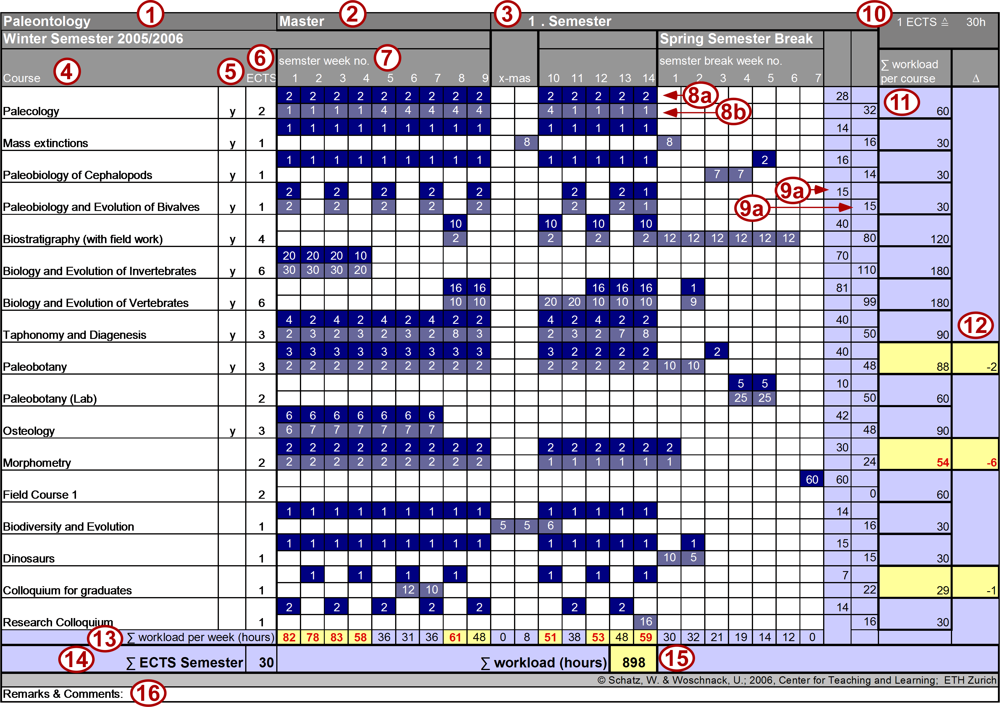 1 2 3 10
Paleontology Master 1 . Semester 1 ECTS ≙ 30h
Winter Semester 2005/2006 Spring Semester Break
6 7
semster week no. semster break week no. ∑ workload
4 5
Course ECTS 1 2 3 4 5 6 7 8 9 x-mas 10 11 12 13 14 1 2 3 4 5 6 7 per course Δ
2 2 2 2 2 2 2 2 2 2 2 2 2 2 8a 28 11
Palecology y 2 1 1 1 1 4 4 4 4 4 4 1 1 1 1 8b 32 60
1 1 1 1 1 1 1 1 1 1 1 1 1 1 14
Mass extinctions y 1 8 8 16 30
1 1 1 1 1 1 1 1 1 1 1 1 1 1 2 16
Paleobiology of Cephalopods y 1 7 7 14 30
2 2 2 2 2 2 2 1 9a 15
Paleobiology and Evolution of Bivalves y 1 2 2 2 2 2 2 2 1 9a 15 30
10 10 10 10 40
Biostratigraphy (with field work) y 4 2 2 2 2 12 12 12 12 12 12 80 120
20 20 20 10 70
Biology and Evolution of Invertebrates y 6 30 30 30 20 110 180
16 16 16 16 16 1 81
Biology and Evolution of Vertebrates y 6 10 10 20 20 10 10 10 9 99 180
4 2 4 2 4 2 4 2 2 4 2 4 2 2 40 12
Taphonomy and Diagenesis y 3 2 3 2 3 2 3 2 8 3 2 3 2 7 8 50 90
3 3 3 3 3 3 3 3 3 3 2 2 2 2 2 40
Paleobotany y 3 2 2 2 2 2 2 2 2 2 2 2 2 2 2 10 10 48 88 -2
5 5 10
Paleobotany (Lab) 2 25 25 50 60
6 6 6 6 6 6 6 42
Osteology y 3 6 7 7 7 7 7 7 48 90
2 2 2 2 2 2 2 2 2 2 2 2 2 2 2 30
Morphometry 2 2 2 2 2 2 2 2 2 2 1 1 1 1 1 1 24 54 -6
60 60
Field Course 1 2 0 60
1 1 1 1 1 1 1 1 1 1 1 1 1 1 14
Biodiversity and Evolution 1 5 5 6 16 30
1 1 1 1 1 1 1 1 1 1 1 1 1 1 1 15
Dinosaurs 1 10 5 15 30
1 1 1 1 1 1 1 7
Colloquium for graduates 1 12 10 22 29 -1
2 2 2 2 2 2 2 14
Research Colloquium 1 16 16 30
13 ∑ workload per week (hours) 82 78 83 58 36 31 36 61 48 0 8 51 38 53 48 59 30 32 21 19 14 12 0
14 ∑ ECTS Semester 30 ∑ workload (hours) 898 15
© Schatz, W. & Woschnack, U.; 2006, Center for Teaching and Learning; ETH Zurich
Remarks & Comments: 16